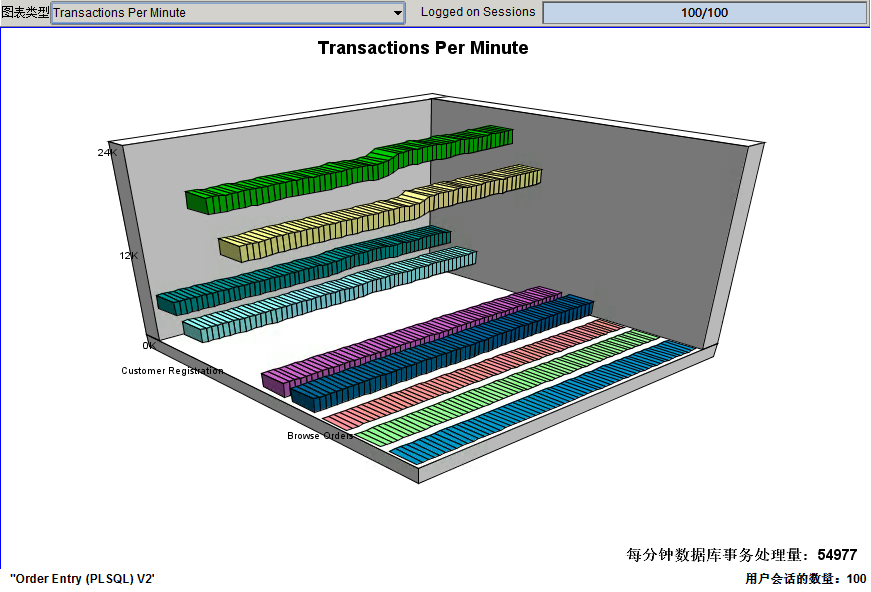 图表类型 Transactions Per Minute Logged on Sessions 100/100
Transactions Per Minute
24K
12K
0K
Customer Registration
Browse Orders
每分钟数据库事务处理量：54977
"Order Entry (PLSQL) V2' 用户会话的数量：100